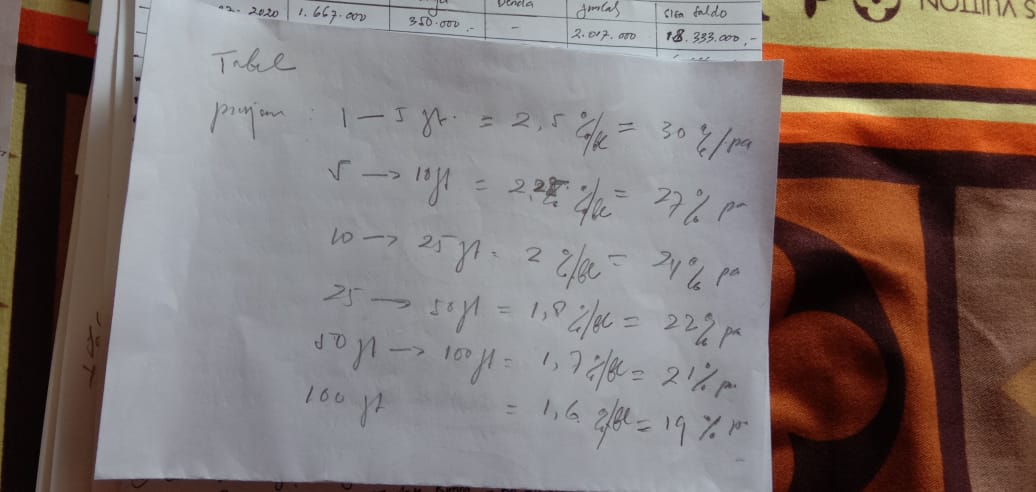 2020 1.667.000 350.000,- - 2.017.000 18.333.000,-
Denda jumlah sisa saldo
Tabel
pinjam : 1 - 5 jt. = 2,5 %/bl = 30 %/pa
5 → 10 jt = 2,25 %/bl = 27% pa
10 → 25 jt = 2 %/bl = 24% pa
25 → 50 jt = 1,8 %/bl = 22% pa
50 jt → 100 jt = 1,7 %/bl = 21% pa
100 jt = 1,6 %/bl = 19 % pa
S VUITTON